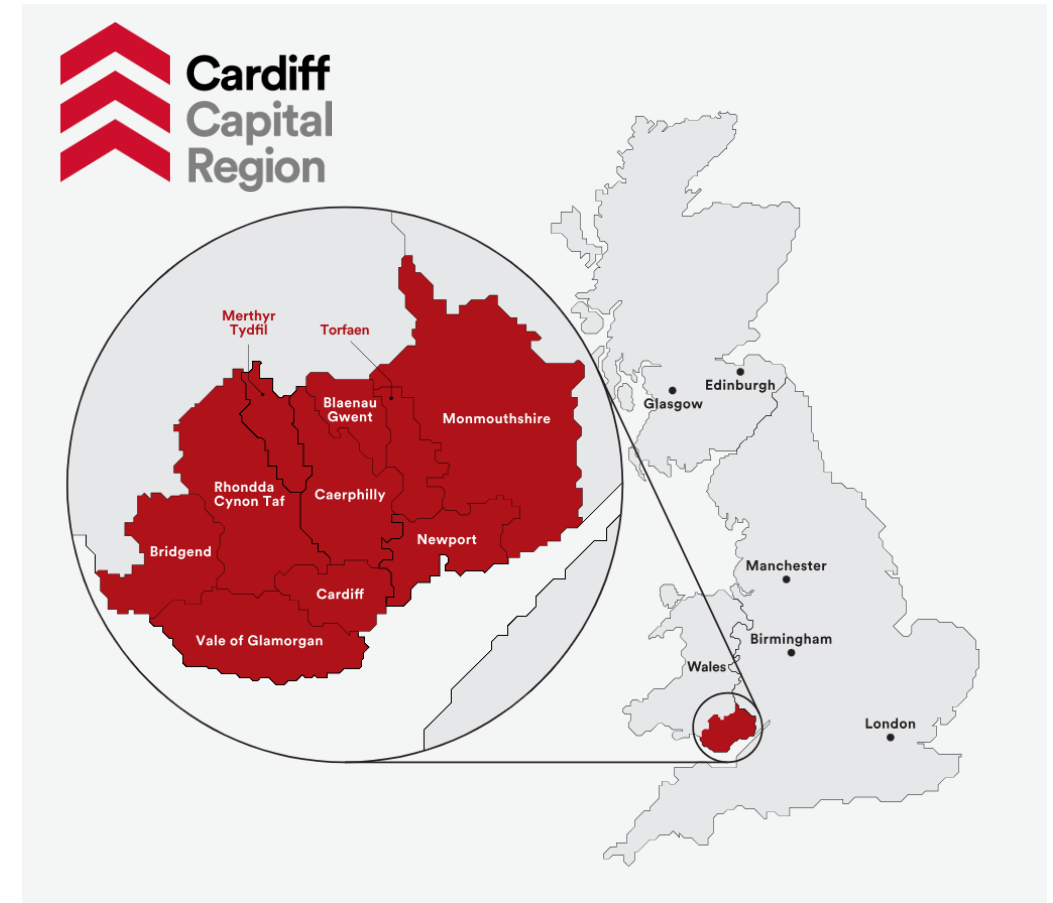 Cardiff
Capital
Region
Merthyr
Tydfil
Torfaen
Blaenau
Gwent
Monmouthshire
Rhondda
Cynon Taf
Caerphilly
Bridgend
Newport
Cardiff
Vale of Glamorgan
Edinburgh
Glasgow
Manchester
Birmingham
Wales
London